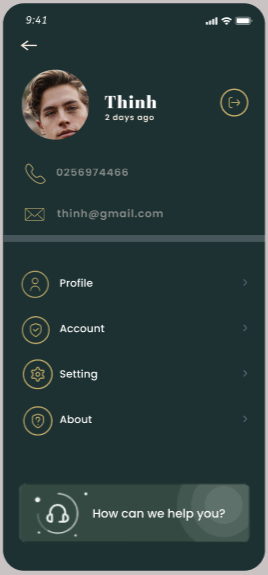 9:41
Thinh
2 days ago
0256974466
thinh@gmail.com
Profile
Account
Setting
About
How can we help you?